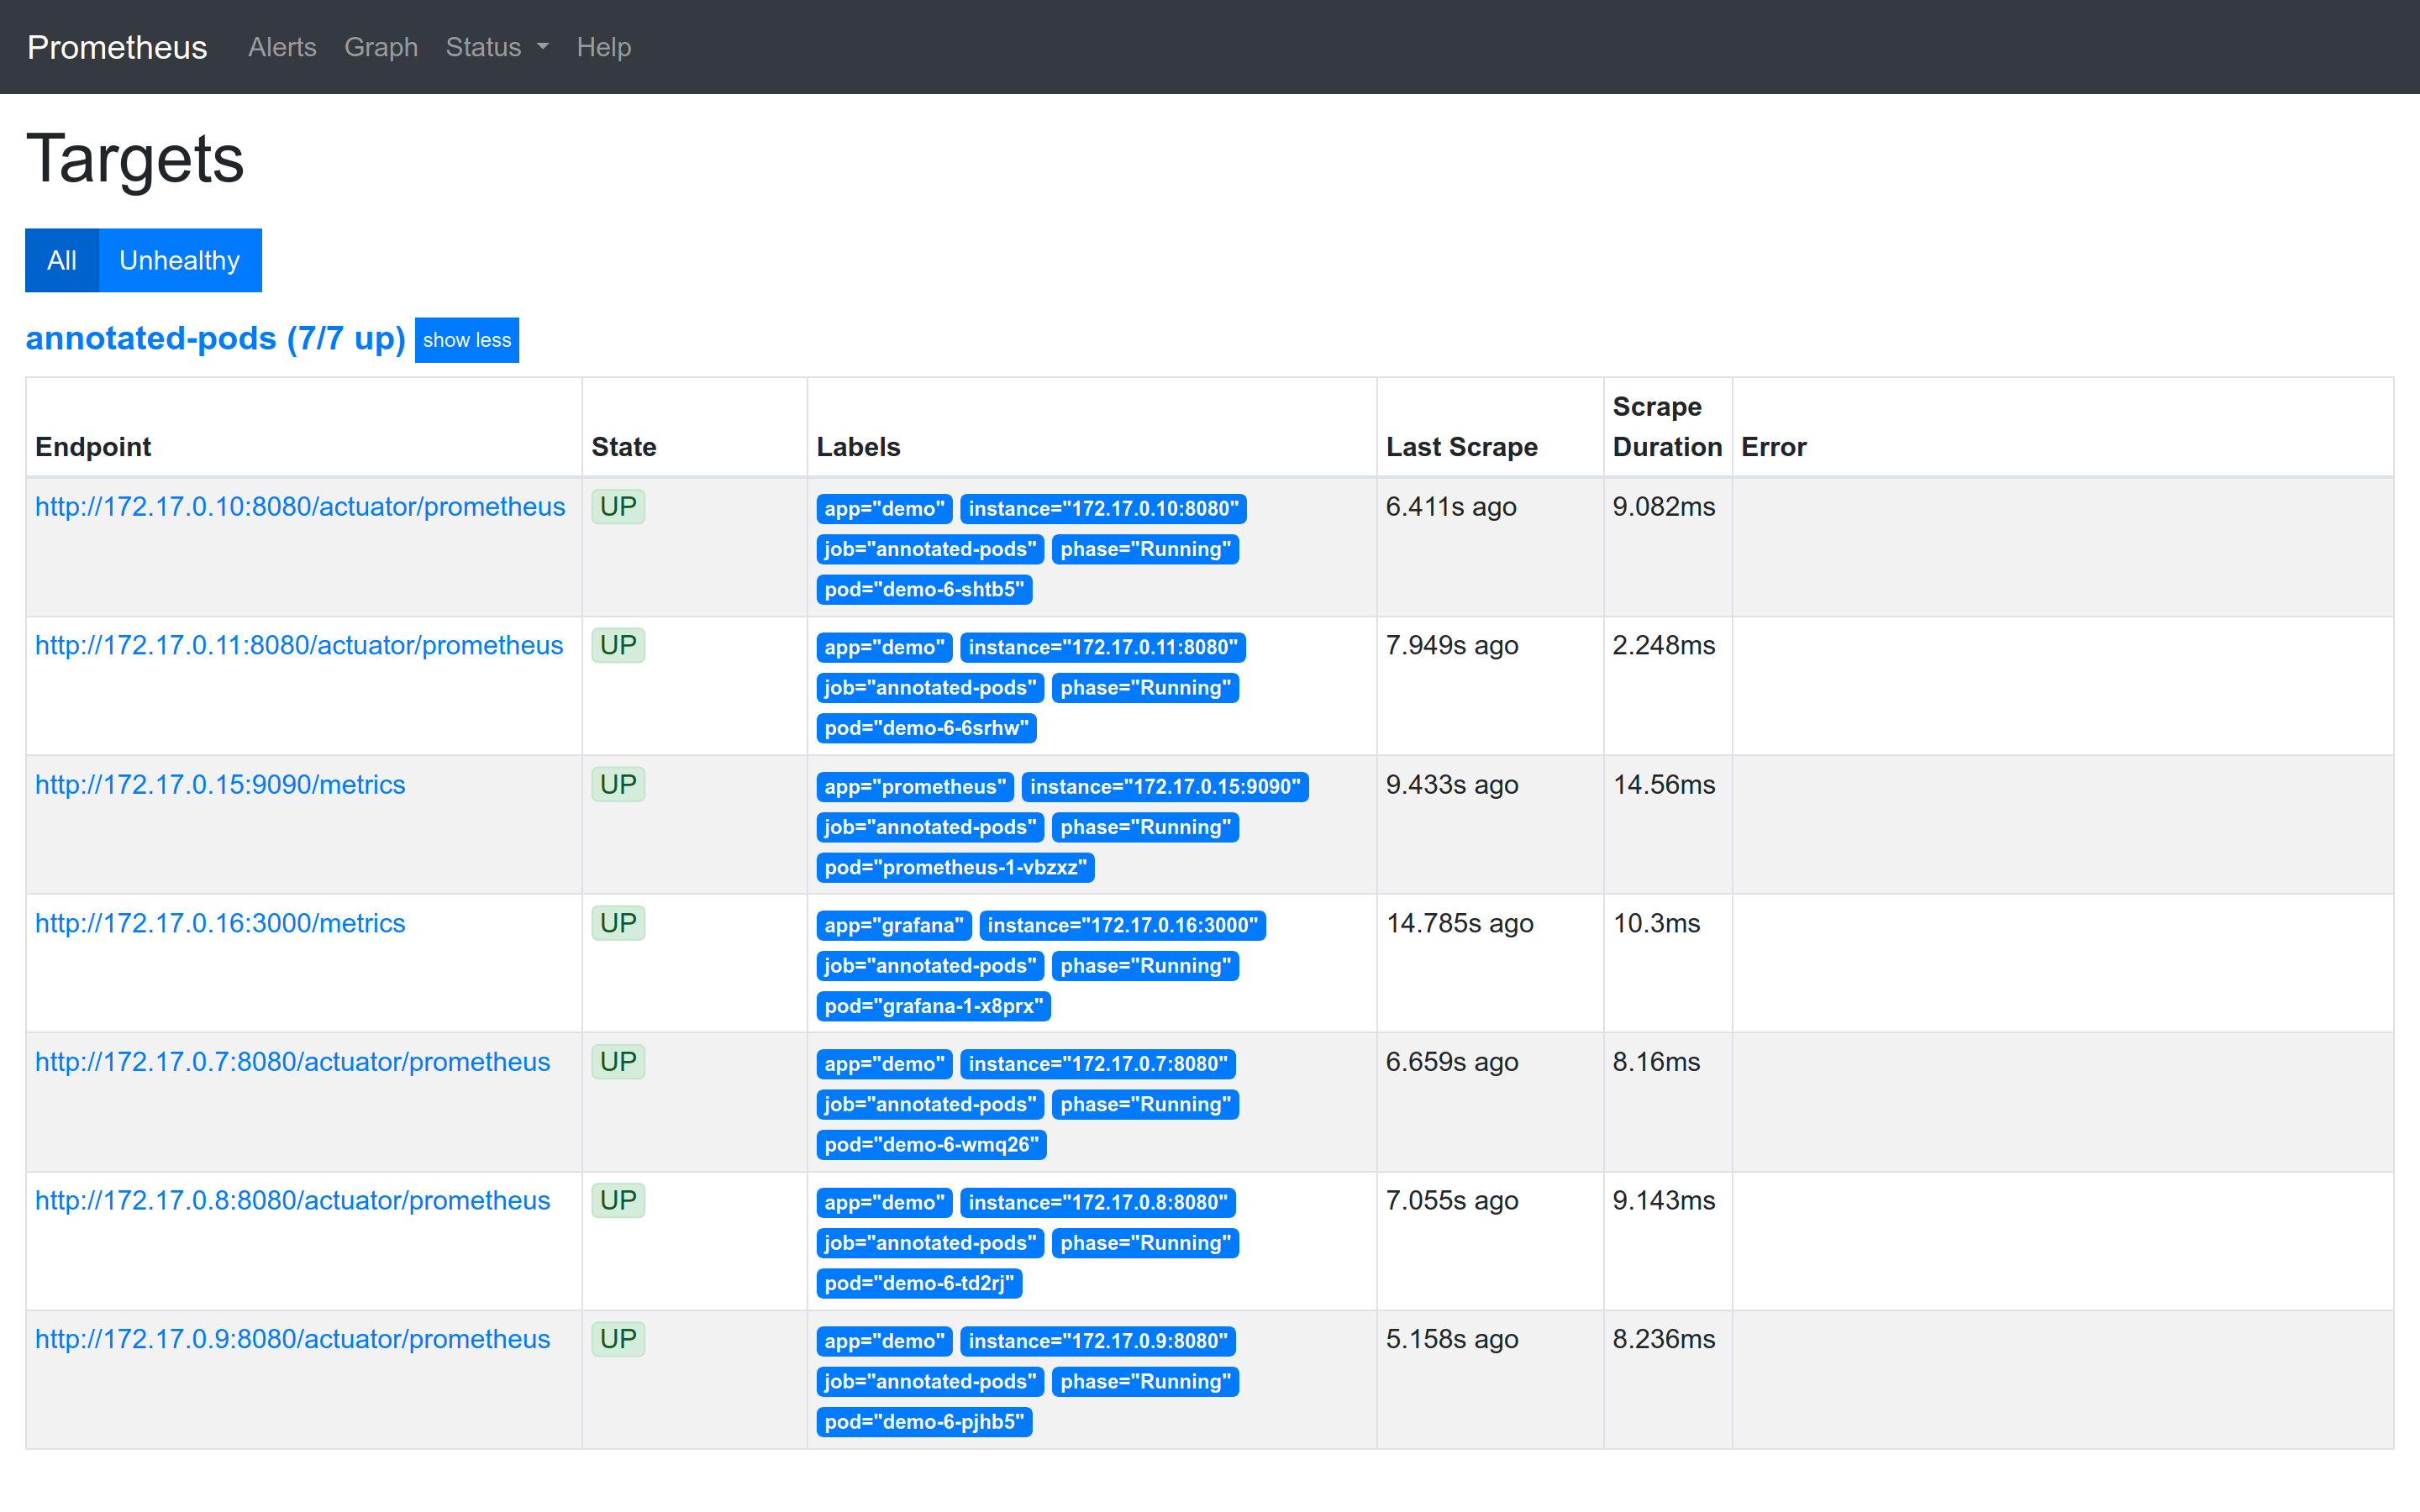 Prometheus Alerts Graph Status Help
Targets
All Unhealthy
annotated-pods (7/7 up) show less
Endpoint State Labels Last Scrape Scrape Duration Error
http://172.17.0.10:8080/actuator/prometheus UP app="demo" instance="172.17.0.10:8080" 6.411s ago 9.082ms
job="annotated-pods" phase="Running"
pod="demo-6-shtb5"
http://172.17.0.11:8080/actuator/prometheus UP app="demo" instance="172.17.0.11:8080" 7.949s ago 2.248ms
job="annotated-pods" phase="Running"
pod="demo-6-6srhw"
http://172.17.0.15:9090/metrics UP app="prometheus" instance="172.17.0.15:9090" 9.433s ago 14.56ms
job="annotated-pods" phase="Running"
pod="prometheus-1-vbzxz"
http://172.17.0.16:3000/metrics UP app="grafana" instance="172.17.0.16:3000" 14.785s ago 10.3ms
job="annotated-pods" phase="Running"
pod="grafana-1-x8prx"
http://172.17.0.7:8080/actuator/prometheus UP app="demo" instance="172.17.0.7:8080" 6.659s ago 8.16ms
job="annotated-pods" phase="Running"
pod="demo-6-wmq26"
http://172.17.0.8:8080/actuator/prometheus UP app="demo" instance="172.17.0.8:8080" 7.055s ago 9.143ms
job="annotated-pods" phase="Running"
pod="demo-6-td2rj"
http://172.17.0.9:8080/actuator/prometheus UP app="demo" instance="172.17.0.9:8080" 5.158s ago 8.236ms
job="annotated-pods" phase="Running"
pod="demo-6-pjhb5"